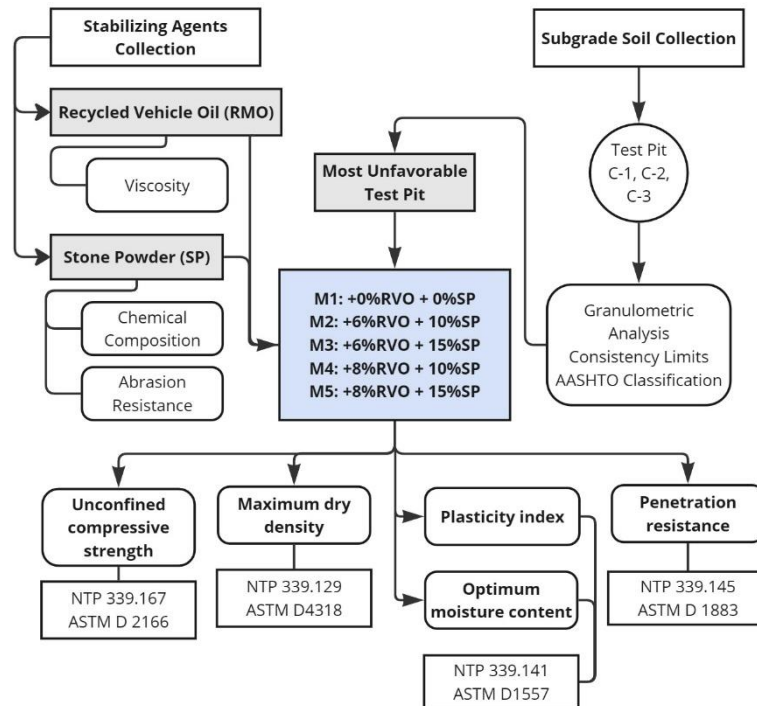 Stabilizing Agents
Collection
Subgrade Soil Collection
Recycled Vehicle Oil (RMO)
Viscosity
Test Pit
C-1, C-2,
C-3
Most Unfavorable
Test Pit
Stone Powder (SP)
Chemical
Composition
Abrasion
Resistance
M1: +0%RVO + 0%SP
M2: +6%RVO + 10%SP
M3: +6%RVO + 15%SP
M4: +8%RVO + 10%SP
M5: +8%RVO + 15%SP
Granulometric
Analysis
Consistency Limits
AASHTO Classification
Unconfined
compressive
strength
NTP 339.167
ASTM D 2166
Maximum dry
density
NTP 339.129
ASTM D4318
Plasticity index
Optimum
moisture content
NTP 339.141
ASTM D1557
Penetration
resistance
NTP 339.145
ASTM D 1883